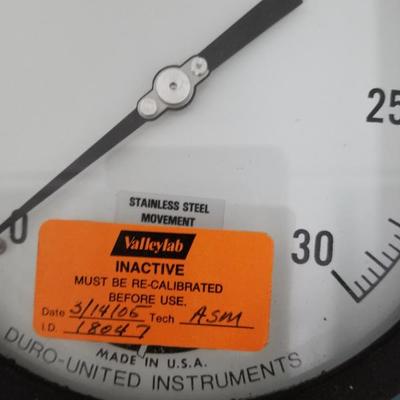 25
STAINLESS STEEL
MOVEMENT
0
30
Valleylab
INACTIVE
MUST BE RE-CALIBRATED
BEFORE USE.
Date 3/14/05 Tech ASM
I.D. 18047
MADE IN U.S.A.
DURO-UNITED INSTRUMENTS